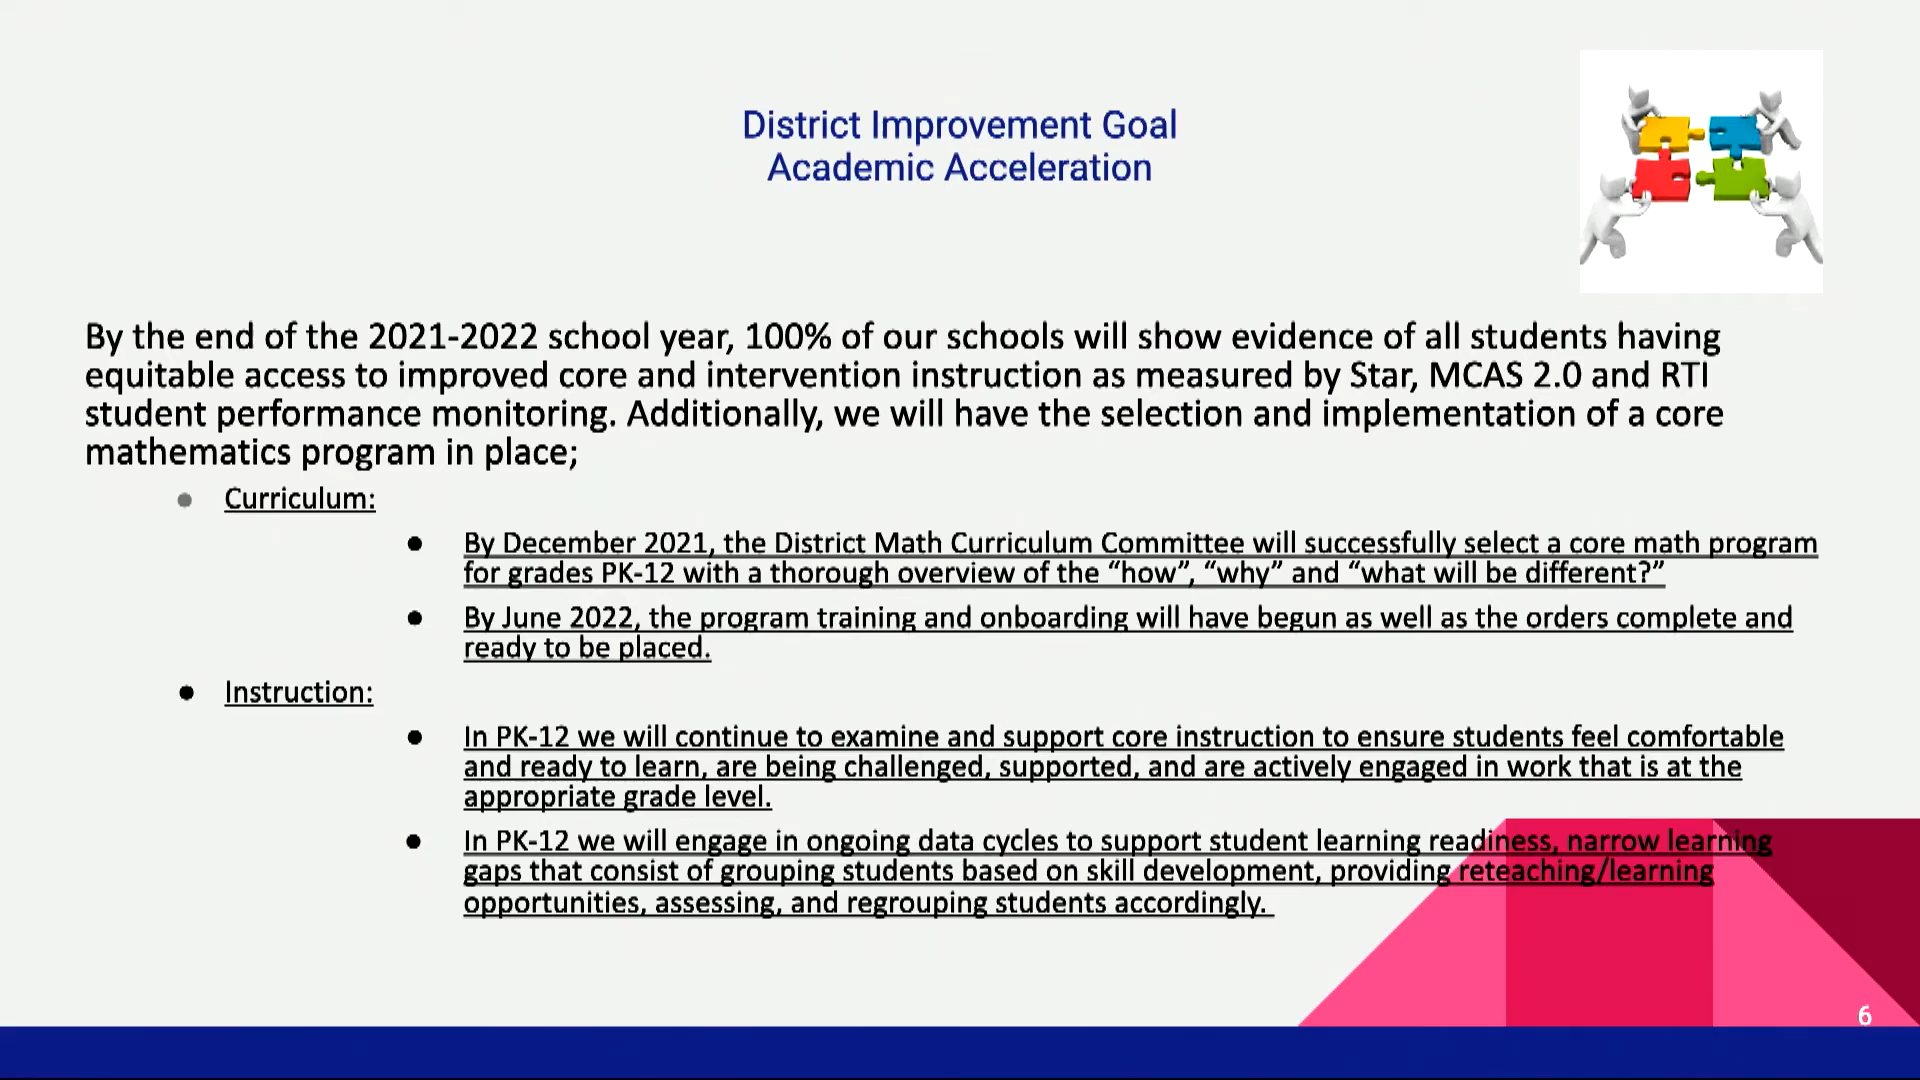 District Improvement Goal
Academic Acceleration
By the end of the 2021-2022 school year, 100% of our schools will show evidence of all students having
equitable access to improved core and intervention instruction as measured by Star, MCAS 2.0 and RTI
student performance monitoring. Additionally, we will have the selection and implementation of a core
mathematics program in place;
● Curriculum:
● By December 2021, the District Math Curriculum Committee will successfully select a core math program
for grades PK-12 with a thorough overview of the “how”, “why” and “what will be different?”
● By June 2022, the program training and onboarding will have begun as well as the orders complete and
ready to be placed.
● Instruction:
● In PK-12 we will continue to examine and support core instruction to ensure students feel comfortable
and ready to learn, are being challenged, supported, and are actively engaged in work that is at the
appropriate grade level.
● In PK-12 we will engage in ongoing data cycles to support student learning readiness, narrow learning
gaps that consist of grouping students based on skill development, providing reteaching/learning
opportunities, assessing, and regrouping students accordingly.
6